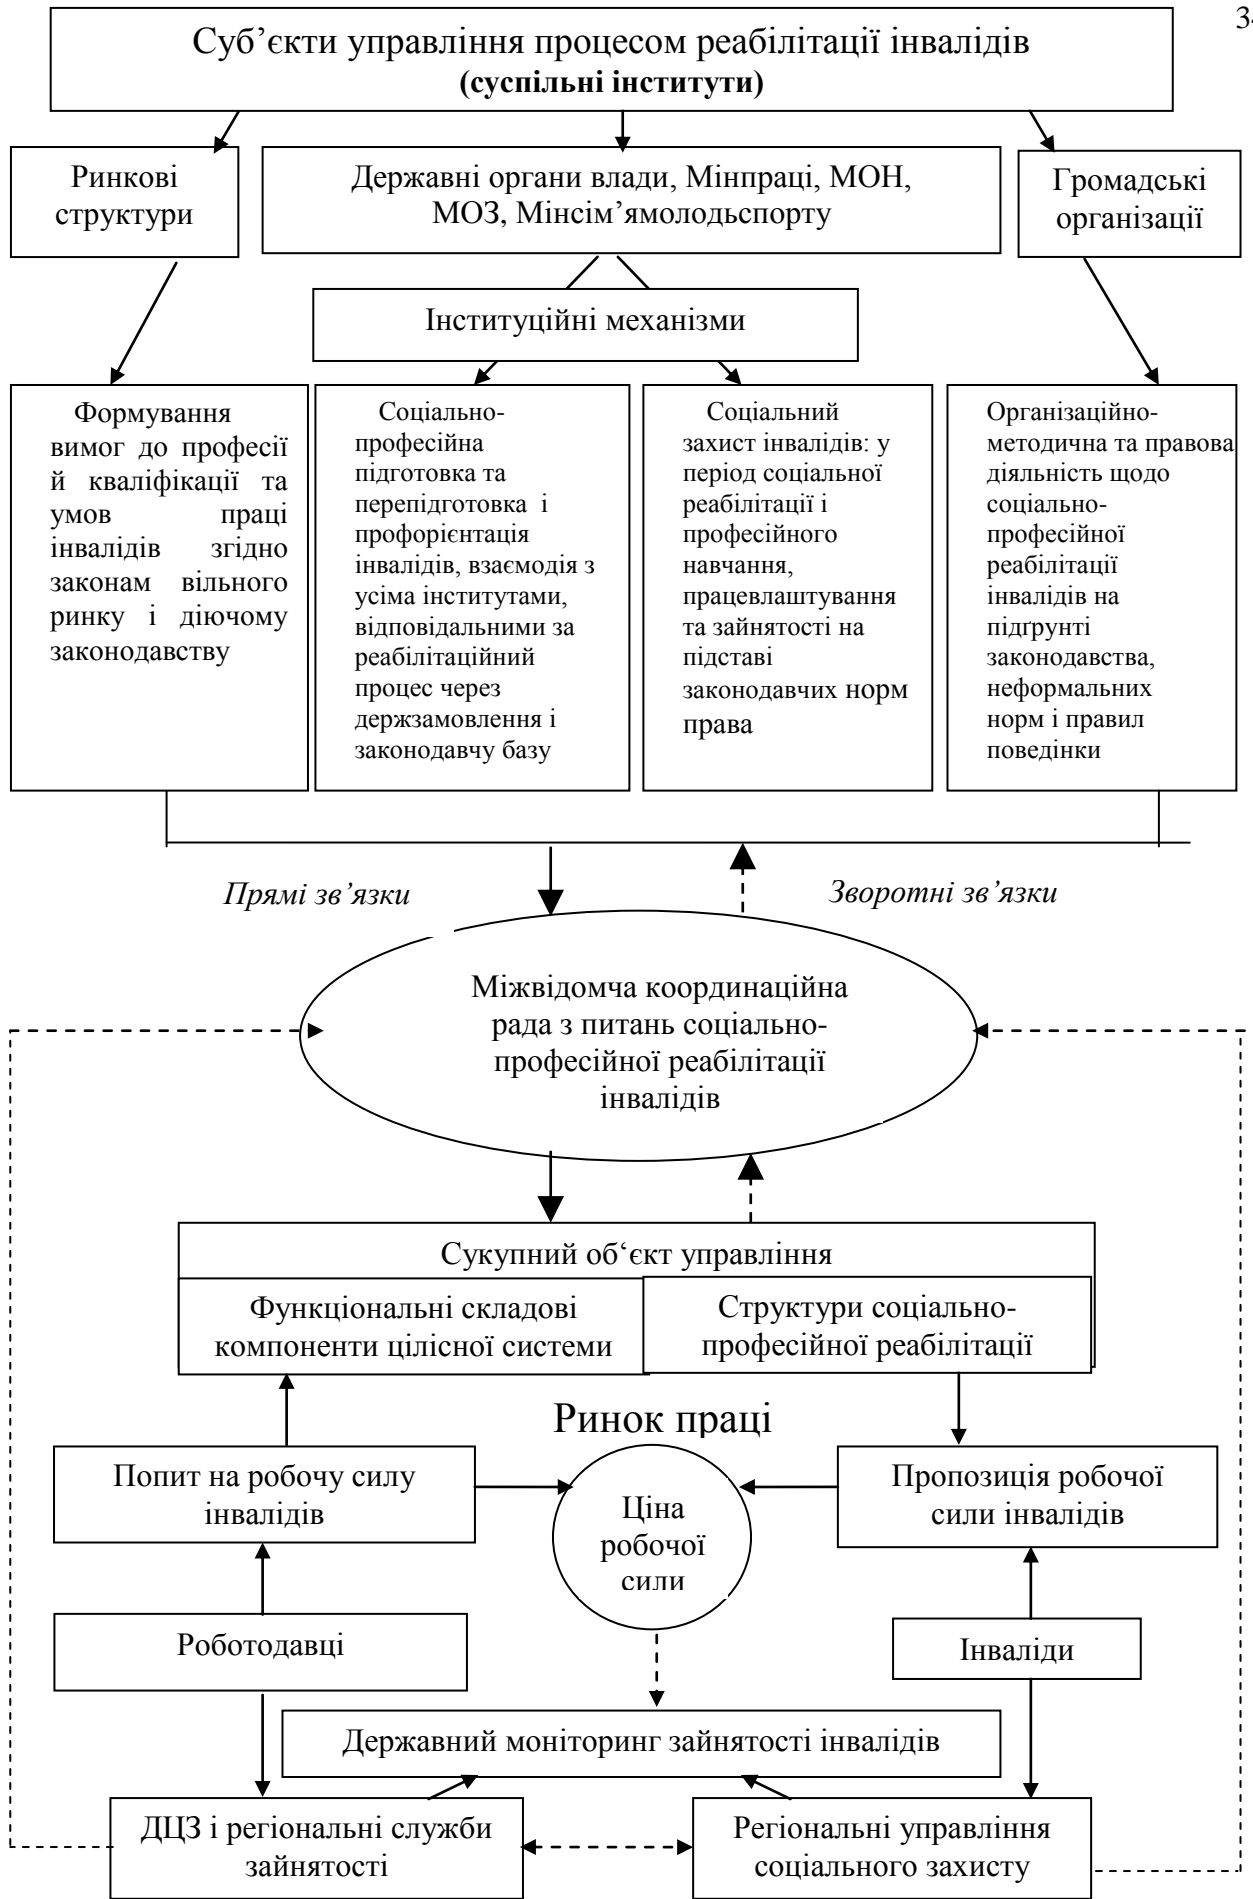 34
Суб’єкти управління процесом реабілітації інвалідів
(суспільні інститути)
Ринкові
структури
Державні органи влади, Мінпраці, МОН,
МОЗ, Мінсім’ямолодьспорту
Громадські
організації
Інституційні механізми
Формування
вимог до професії
й кваліфікації та
умов праці
інвалідів згідно
законам вільного
ринку і діючому
законодавству
Соціально-
професійна
підготовка та
перепідготовка і
профорієнтація
інвалідів, взаємодія з
усіма інститутами,
відповідальними за
реабілітаційний
процес через
держзамовлення і
законодавчу базу
Соціальний
захист інвалідів: у
період соціальної
реабілітації і
професійного
навчання,
працевлаштування
та зайнятості на
підставі
законодавчих норм
права
Організаційно-
методична та правова
діяльність щодо
соціально-
професійної
реабілітації
інвалідів на
підґрунті
законодавства,
неформальних
норм і правил
поведінки
Прямі зв’язки
Зворотні зв’язки
Міжвідомча координаційна
рада з питань соціально-
професійної реабілітації
інвалідів
Сукупний об‘єкт управління
Функціональні складові
компоненти цілісної системи
Структури соціально-
професійної реабілітації
Ринок праці
Попит на робочу силу
інвалідів
Ціна
робочої
сили
Пропозиція робочої
сили інвалідів
Роботодавці
Інваліди
Державний моніторинг зайнятості інвалідів
ДЦЗ і регіональні служби
зайнятості
Регіональні управління
соціального захисту